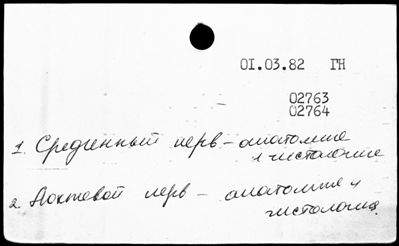 01.03.82 ГН
02763
02764
1. Срединный нерв – анатомия
и гистология
2. Локтевой нерв – анатомия и
гистология.